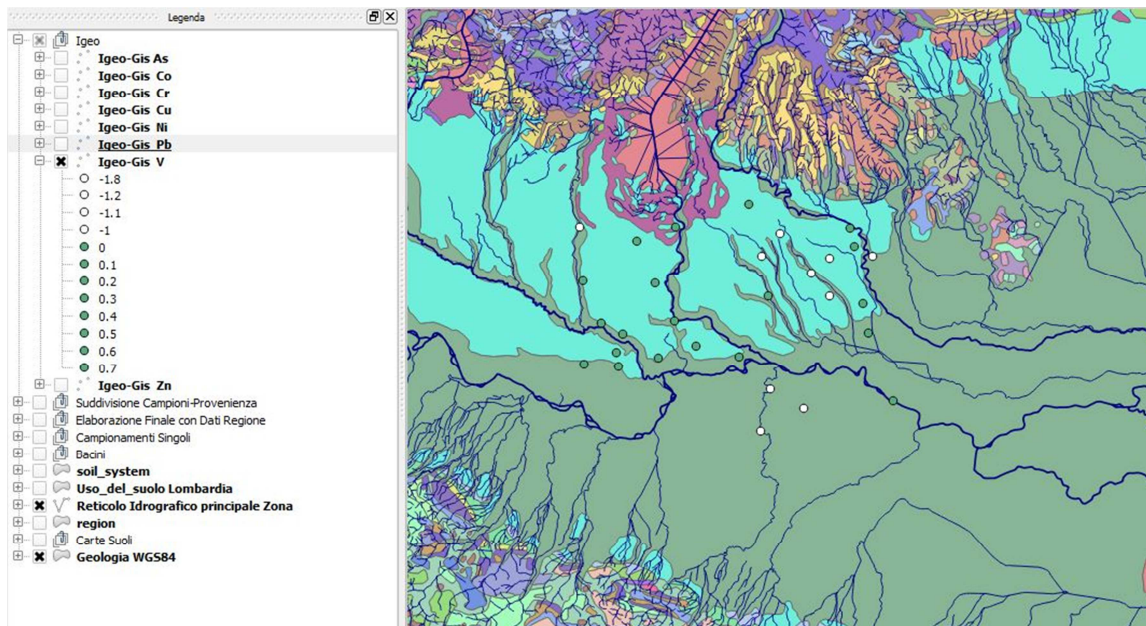 Legenda
Igeo
Igeo-Gis As
Igeo-Gis Co
Igeo-Gis Cr
Igeo-Gis Cu
Igeo-Gis Ni
Igeo-Gis Pb
Igeo-Gis V
-1.8
-1.2
-1.1
-1
0
0.1
0.2
0.3
0.4
0.5
0.6
0.7
Igeo-Gis Zn
Suddivisione Campioni-Provenienza
Elaborazione Finale con Dati Regione
Campionamenti Singoli
Bacini
soil_system
Uso_del_suolo Lombardia
Reticolo Idrografico principale Zona
region
Carte Suoli
Geologia WGS84